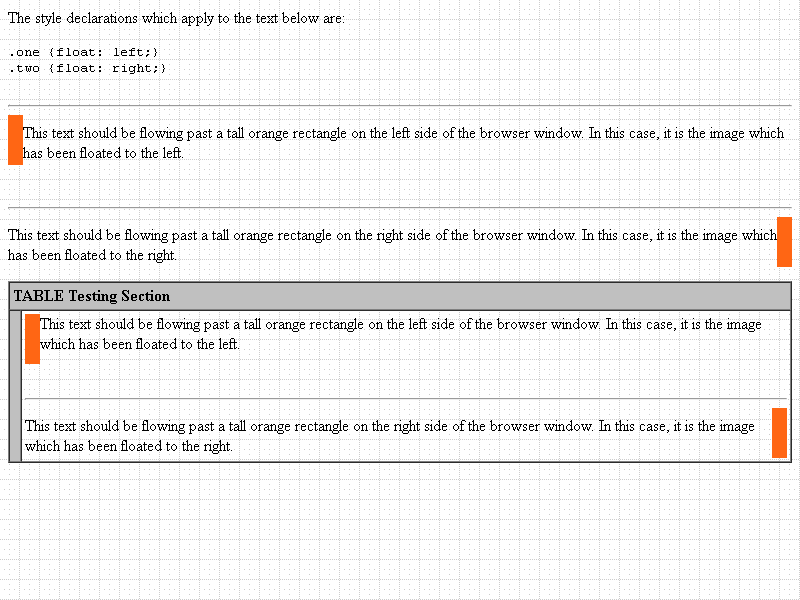 The style declarations which apply to the text below are:
.one {float: left;}
.two {float: right;}
This text should be flowing past a tall orange rectangle on the left side of the browser window. In this case, it is the image which
has been floated to the left.
This text should be flowing past a tall orange rectangle on the right side of the browser window. In this case, it is the image which
has been floated to the right.
TABLE Testing Section
This text should be flowing past a tall orange rectangle on the left side of the browser window. In this case, it is the image
which has been floated to the left.
This text should be flowing past a tall orange rectangle on the right side of the browser window. In this case, it is the image
which has been floated to the right.